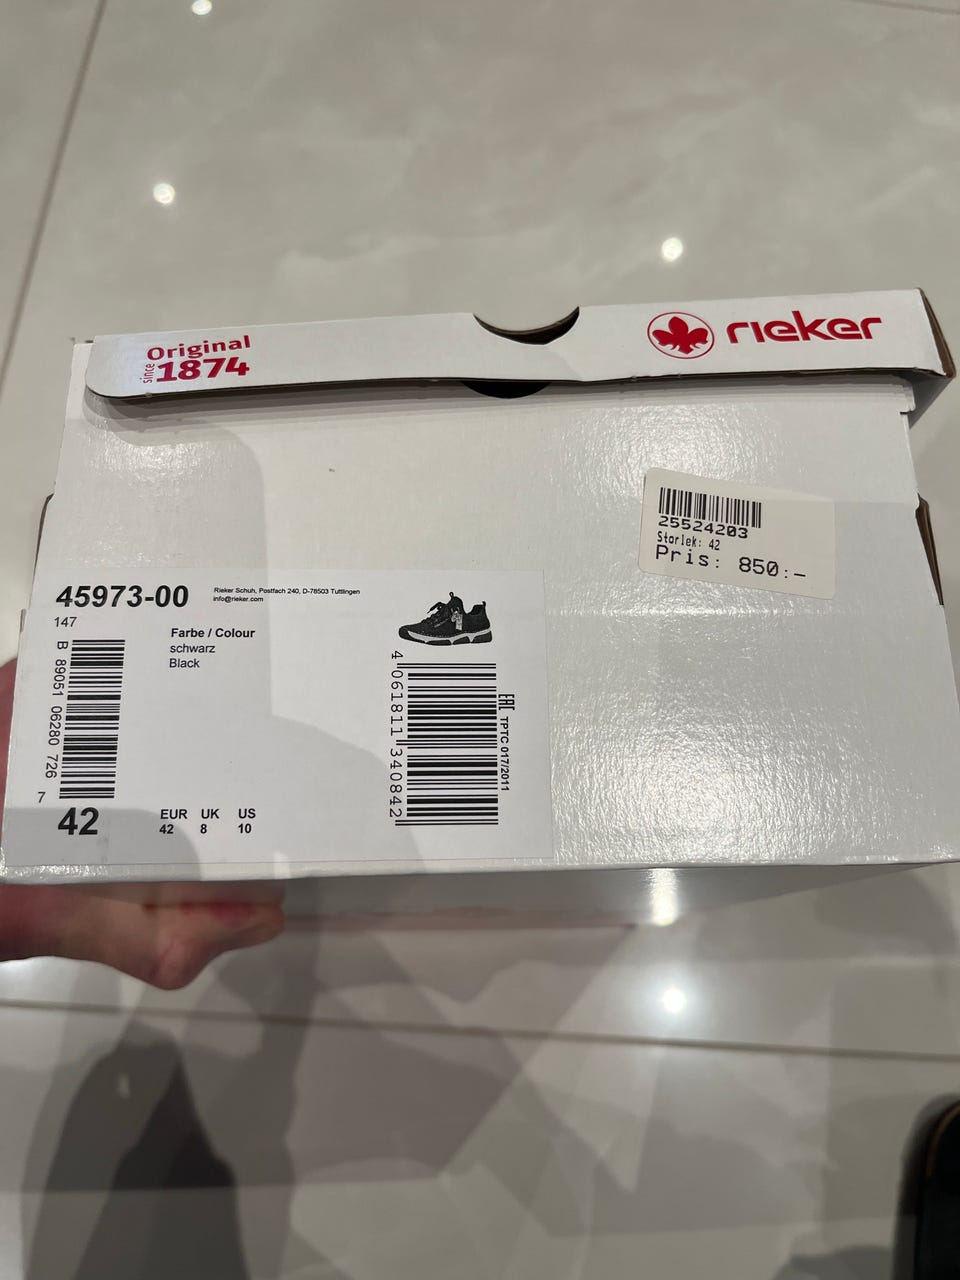 Original
since 1874
rieker
25524203
Storlek: 42
Pris: 850:-
45973-00
Rieker Schuh, Postfach 240, D-78503 Tuttlingen
info@rieker.com
147
Farbe / Colour
schwarz
Black
B 89051 06280 726
7
4 061811 340842
EAC TPTC 017/2011
42
EUR UK US
42 8 10